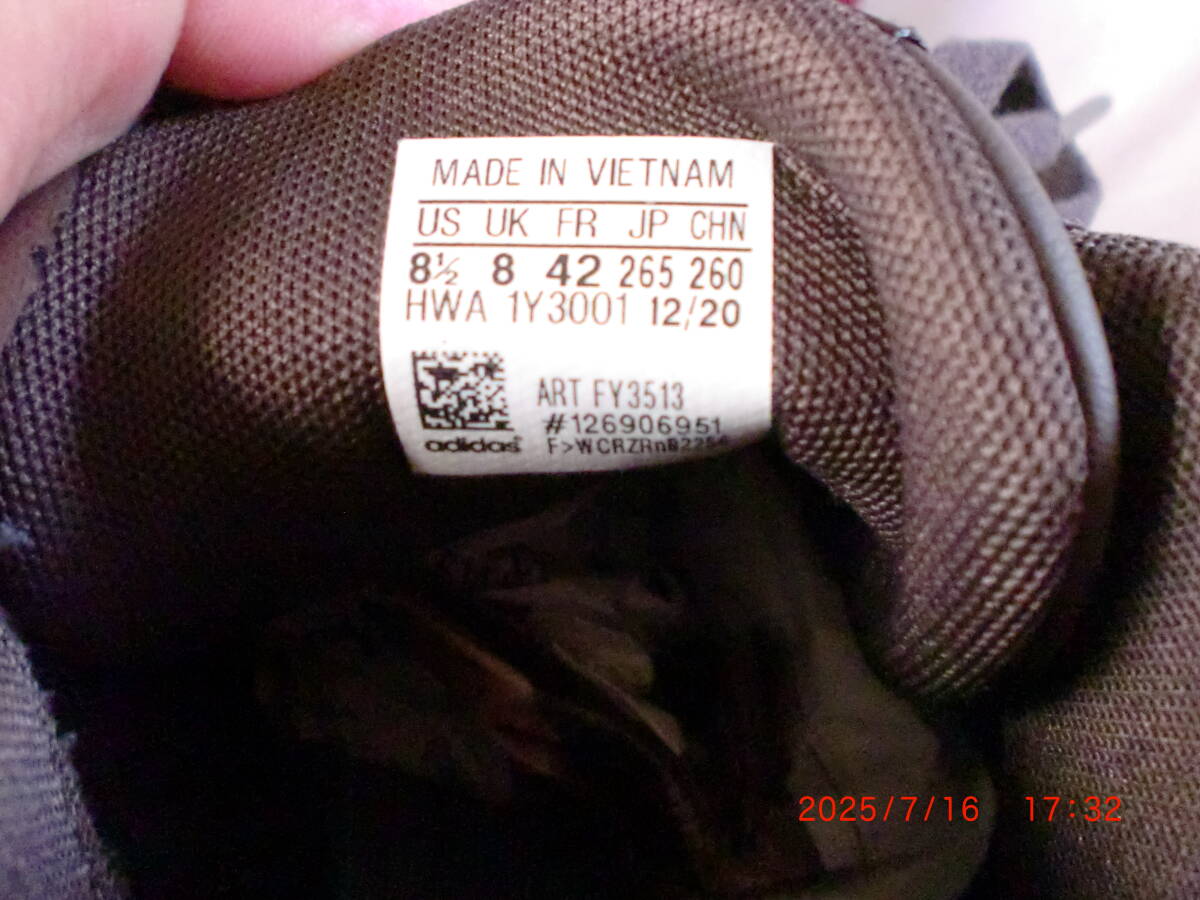 MADE IN VIETNAM
US UK FR JP CHN
8½ 8 42 265 260
HWA 1Y3001 12/20
ART FY3513
#126906951
adidas
2025/7/16 17:32